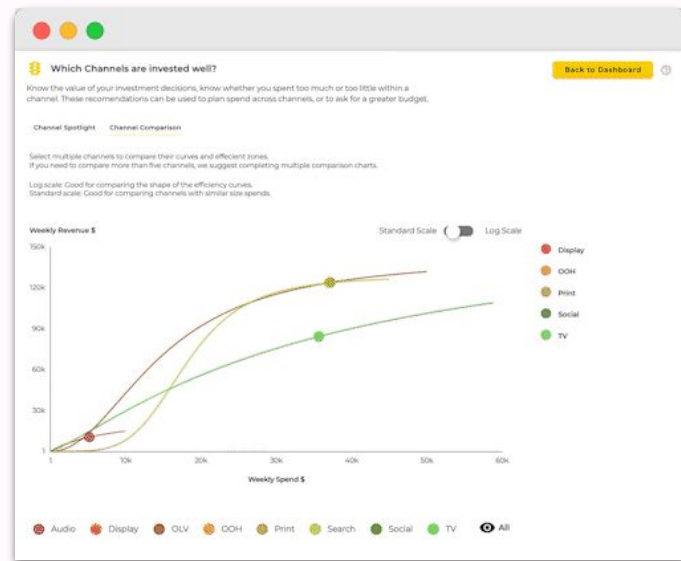 Which Channels are invested well?
Back to Dashboard
Know the value of your investment decisions, know whether you spent too much or too little within a
channel. These recomendations can be used to plan spend across channels, or to ask for a greater budget.
Channel Spotlight Channel Comparison
Select multiple channels to compare their curves and effecient zones.
If you need to compare more than five channels, we suggest completing multiple comparison charts.
Log scale: Good for comparing the shape of the efficiency curves.
Standard scale: Good for comparing channels with similar size spends.
Weekly Revenue $
Standard Scale Log Scale
150k
120k
90k
60k
30k
1
1 10k 20k 30k 40k 50k 60k
Weekly Spend $
Display
OOH
Print
Social
TV
Audio Display OLV OOH Print Search Social TV All